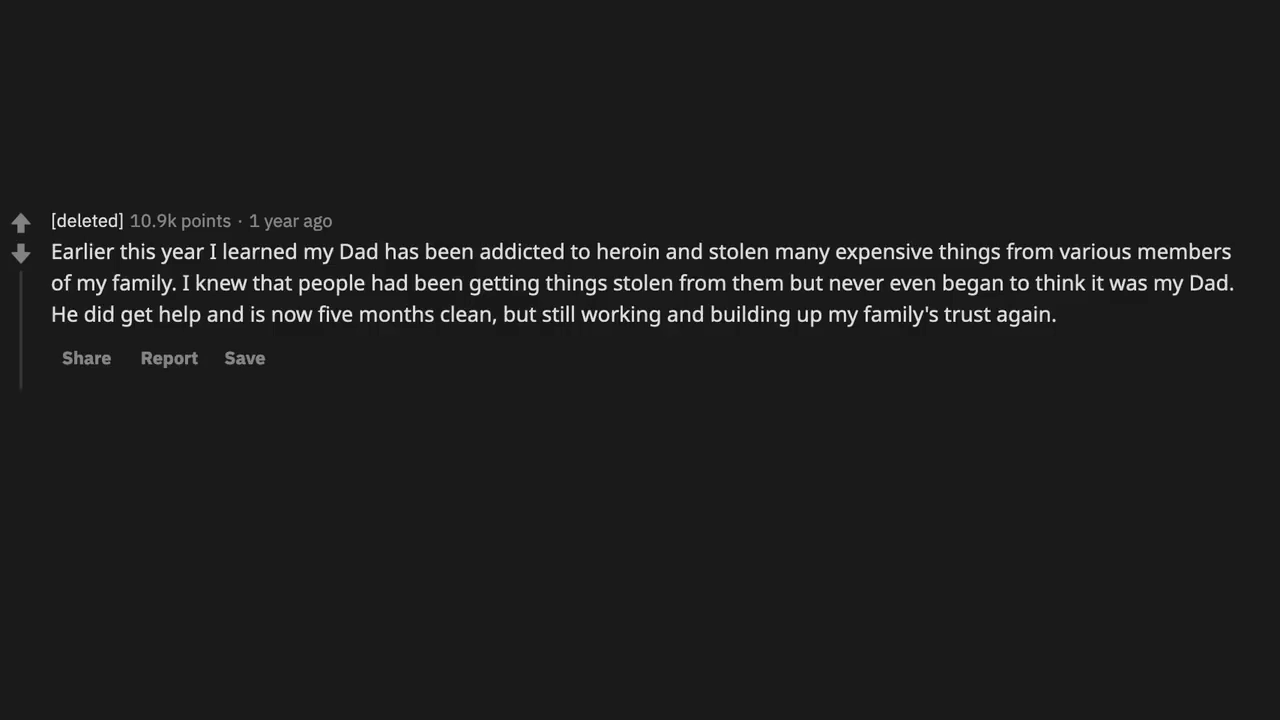 [deleted] 10.9k points · 1 year ago
Earlier this year I learned my Dad has been addicted to heroin and stolen many expensive things from various members
of my family. I knew that people had been getting things stolen from them but never even began to think it was my Dad.
He did get help and is now five months clean, but still working and building up my family's trust again.
Share Report Save